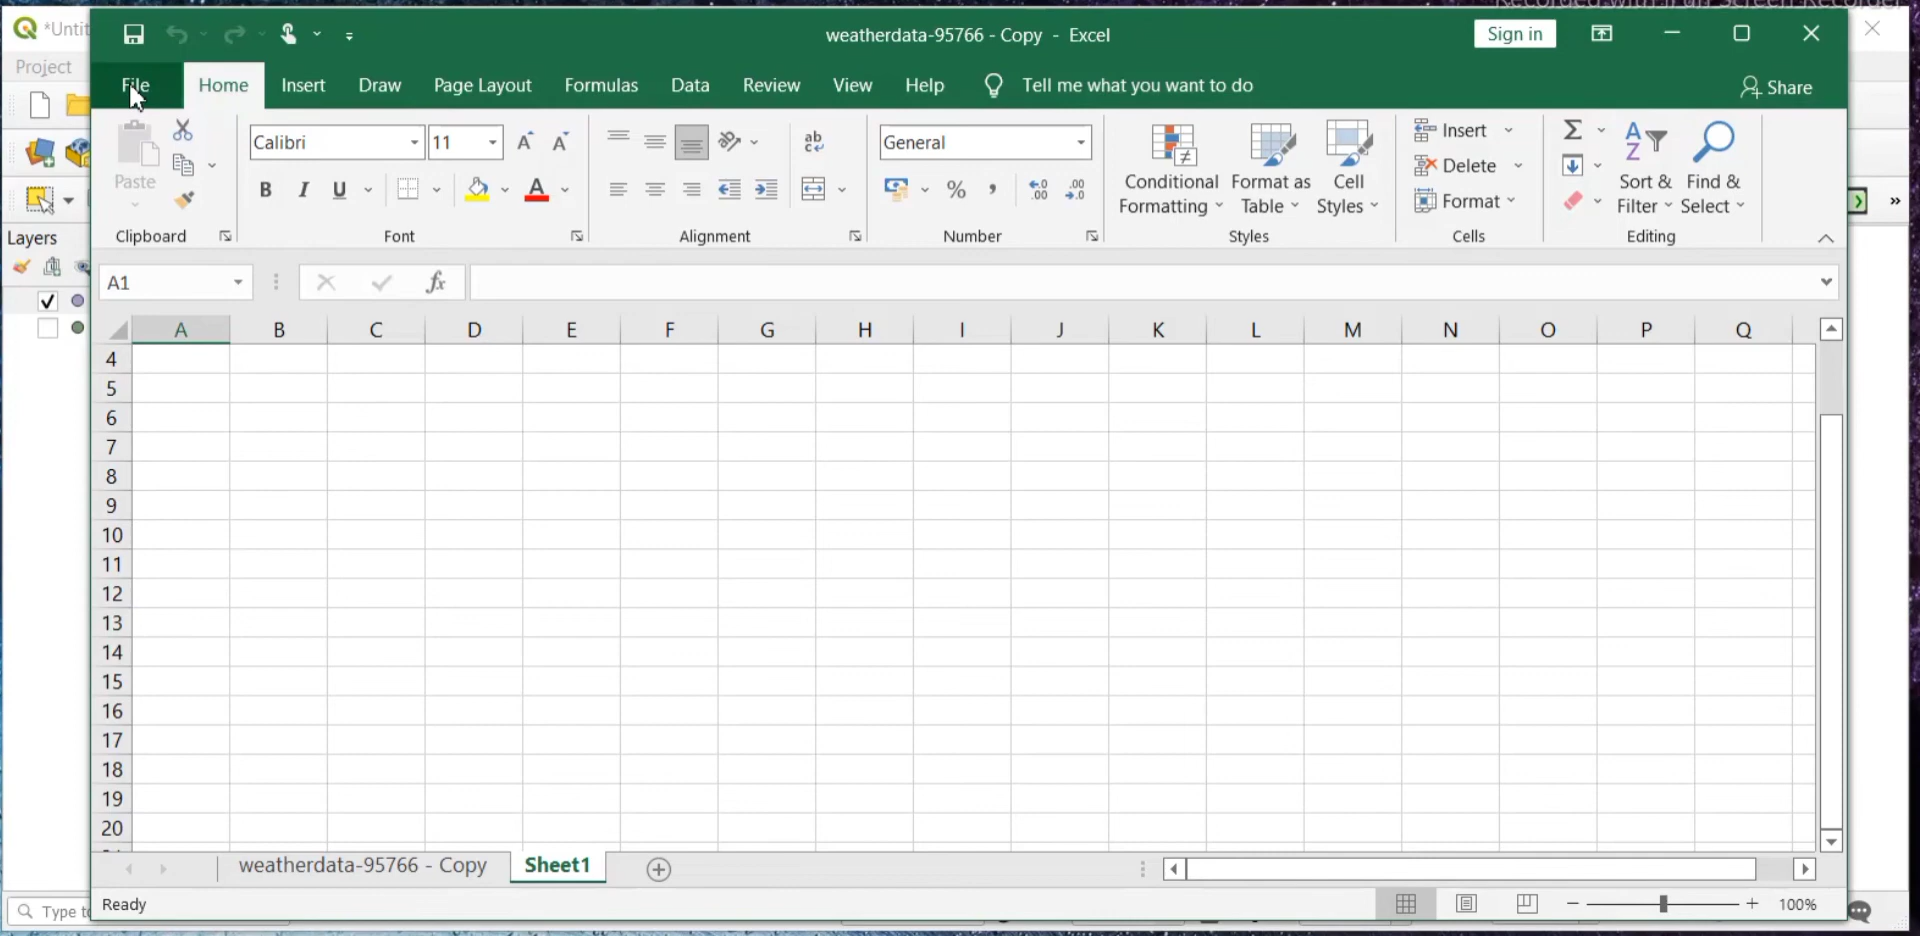 *Untit
weatherdata-95766 - Copy - Excel
Sign in
Project
File Home Insert Draw Page Layout Formulas Data Review View Help Tell me what you want to do Share
Paste
Calibri 11
General
Conditional Formatting
Format as Table
Cell Styles
Insert
Delete
Format
Sort & Filter
Find & Select
B I U
ab
% ,
Clipboard Font Alignment Number Styles Cells Editing
Layers
A1 fx
A B C D E F G H I J K L M N O P Q
4
5
6
7
8
9
10
11
12
13
14
15
16
17
18
19
20
weatherdata-95766 - Copy Sheet1
Type to
Ready 100%